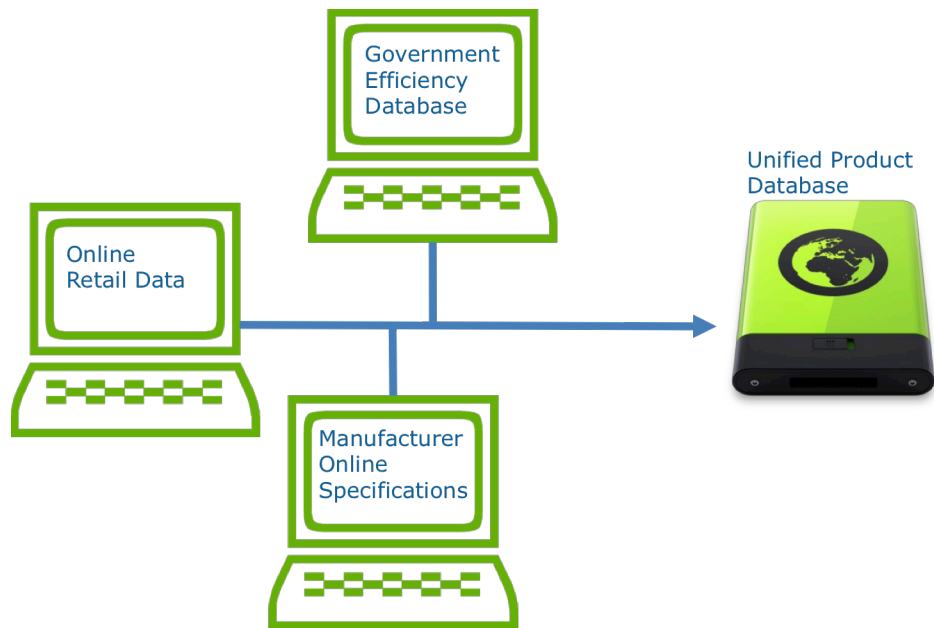 Government
Efficiency
Database
Unified Product
Database
Online
Retail Data
Manufacturer
Online
Specifications